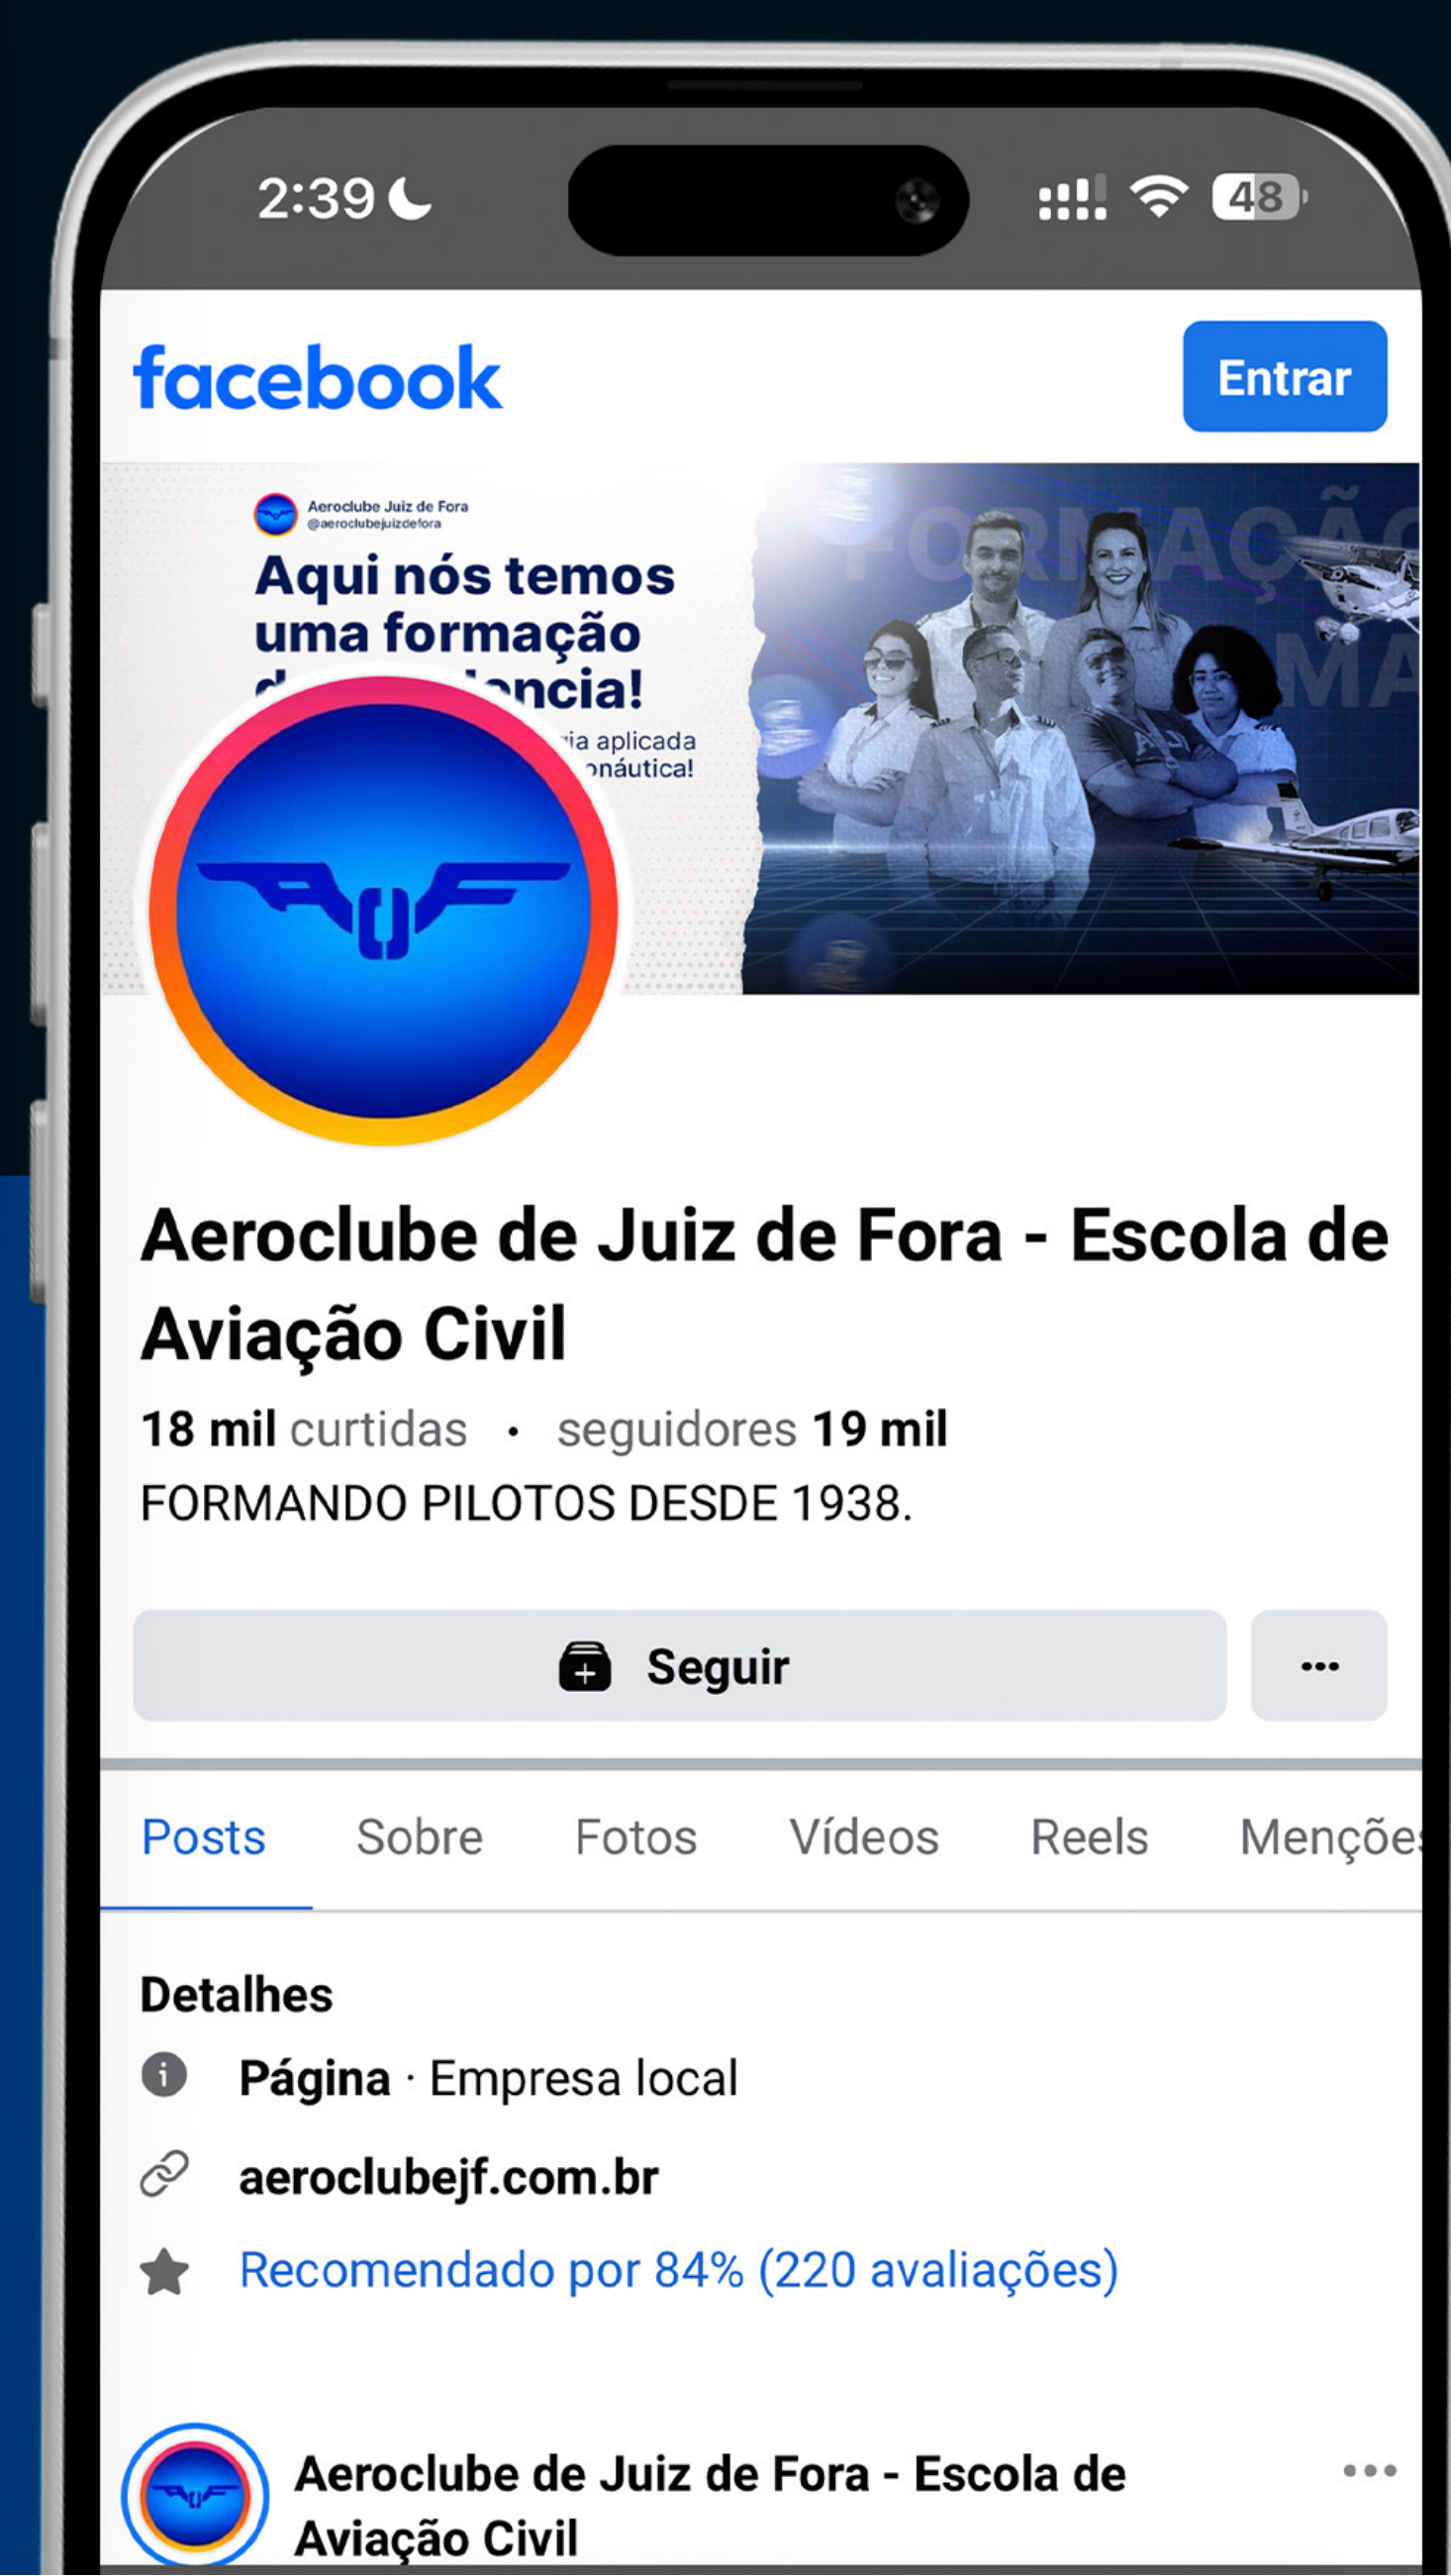 2:39
48
facebook
Entrar
Aeroclube Juiz de Fora
@aeroclubejuizdefora
Aqui nós temos
uma formação
aplicada
FORMAÇÃO
Aeroclube de Juiz de Fora - Escola de
Aviação Civil
18 mil curtidas • seguidores 19 mil
FORMANDO PILOTOS DESDE 1938.
Seguir
Posts Sobre Fotos Vídeos Reels
Detalhes
Página · Empresa local
aeroclubejf.com.br
Recomendado por 84% (220 avaliações)
Aeroclube de Juiz de Fora - Escola de
Aviação Civil